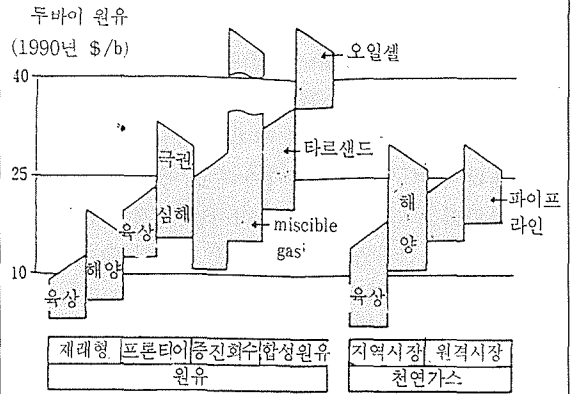 두바이 원유
(1990년 $/b)
40
25
10
육상
해양
육상
극권
심해
miscible
gas
타르샌드
오일셀
육상
해
양
파이프
라인
재래형 프론티이 증진회수 합성원유
원유
지역시장 원격시장
천연가스